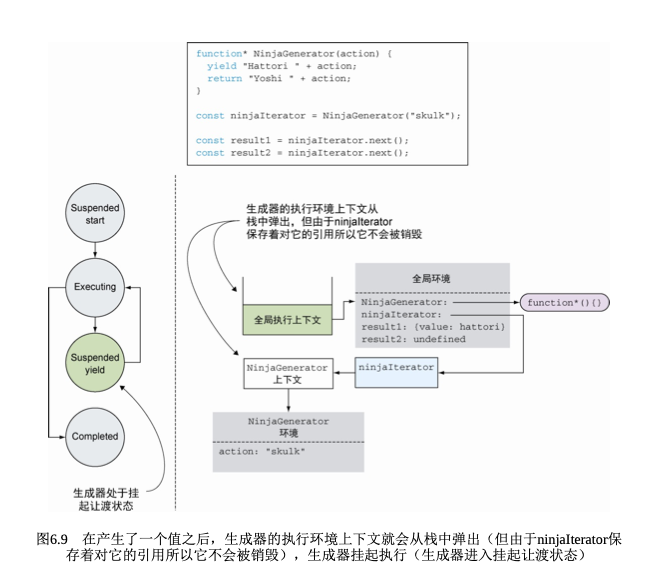 function* NinjaGenerator(action) {
yield "Hattori " + action;
return "Yoshi " + action;
}
const ninjaIterator = NinjaGenerator("skulk");
const result1 = ninjaIterator.next();
const result2 = ninjaIterator.next();
Suspended
start
Executing
Suspended
yield
Completed
生成器处于挂
起让渡状态
生成器的执行环境上下文从
栈中弹出，但由于ninjaIterator
保存着对它的引用所以它不会被销毁
全局执行上下文
全局环境
NinjaGenerator:
ninjaIterator:
result1: {value: hattori}
result2: undefined
function*(){}
NinjaGenerator
上下文
ninjaIterator
NinjaGenerator
环境
action: "skulk"
图6.9 在产生了一个值之后，生成器的执行环境上下文就会从栈中弹出（但由于ninjaIterator保
存着对它的引用所以它不会被销毁），生成器挂起执行（生成器进入挂起让渡状态）